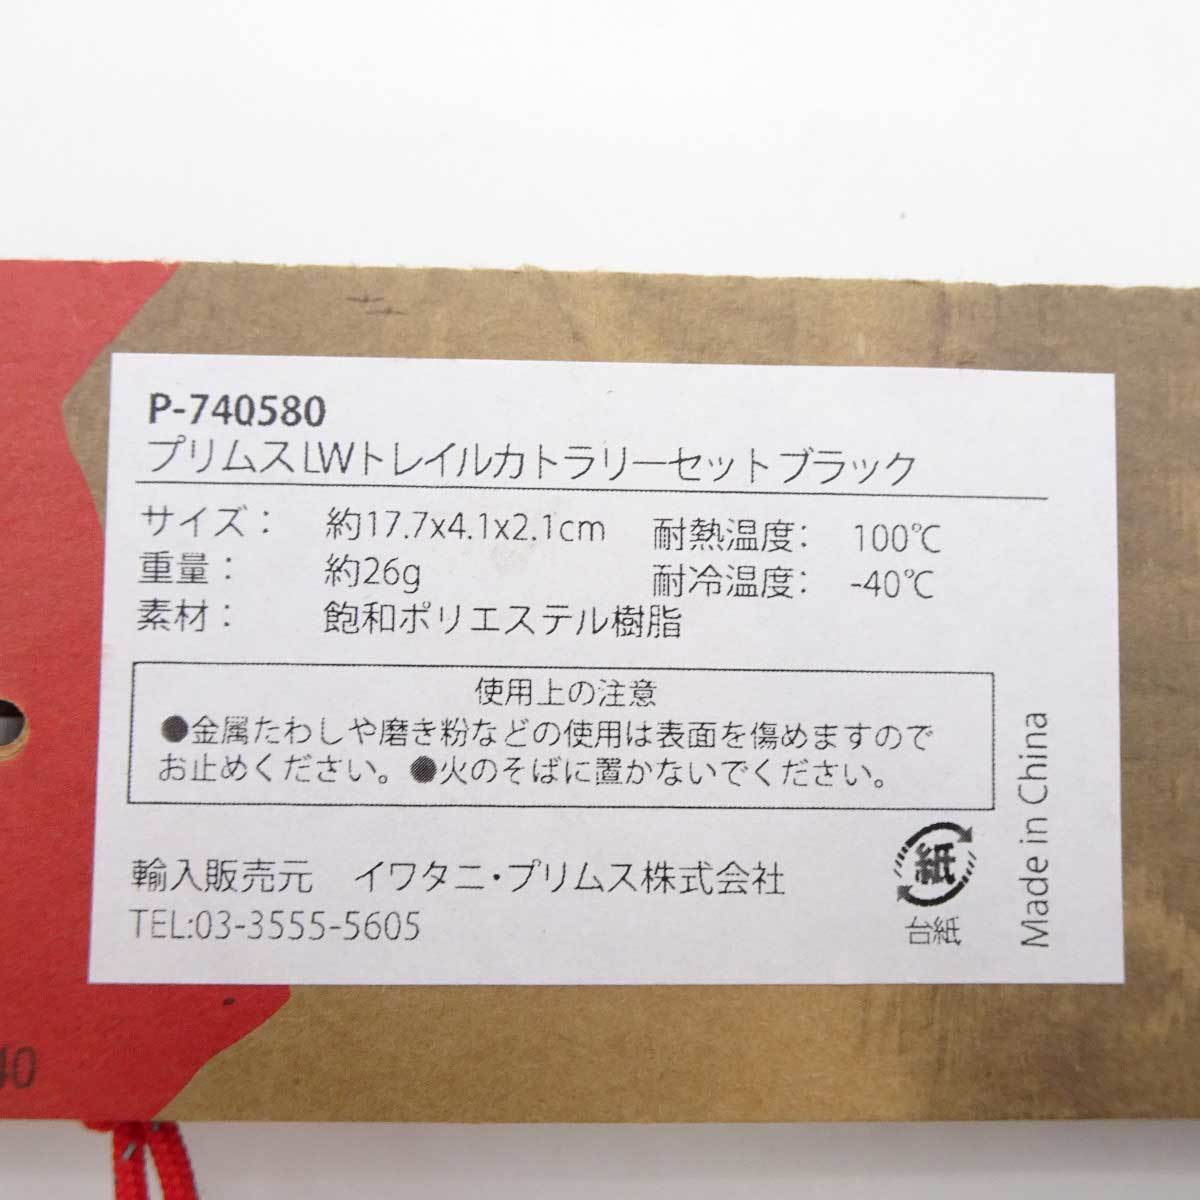 P-740580
プリムスLWトレイルカトラリーセットブラック
サイズ： 約17.7x4.1x2.1cm 耐熱温度： 100℃
重量： 約26g 耐冷温度： -40℃
素材： 飽和ポリエステル樹脂
使用上の注意
●金属たわしや磨き粉などの使用は表面を傷めますので
お止めください。●火のそばに置かないでください。
輸入販売元 イワタニ・プリムス株式会社
TEL:03-3555-5605
紙
台紙
Made in China
40